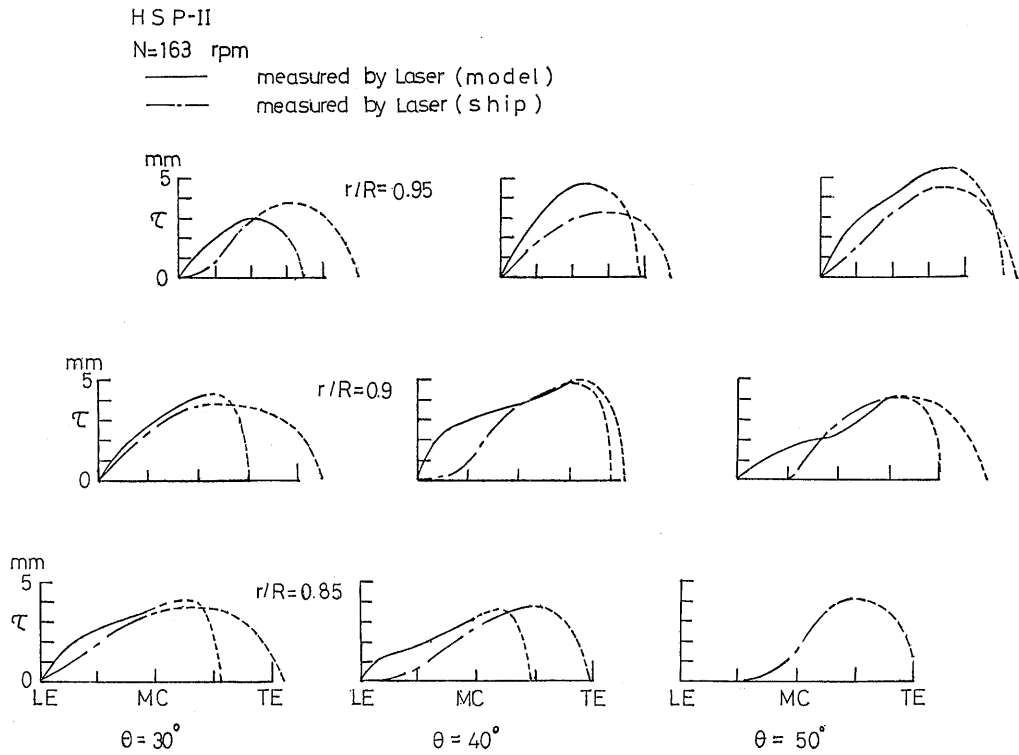 HSP-II
N=163 rpm
measured by Laser (model)
measured by Laser (ship)
mm
5
τ
0
r/R=0.95
mm
5
τ
0
r/R=0.9
mm
5
τ
0
r/R=0.85
LE MC TE
LE MC TE
LE MC TE
θ=30° θ=40° θ=50°